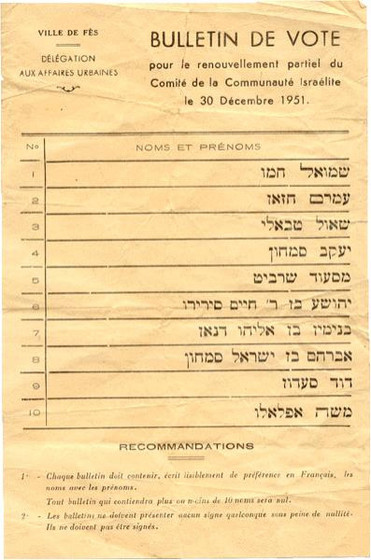 VILLE DE FÈS
DÉLÉGATION
AUX AFFAIRES URBAINES
BULLETIN DE VOTE
pour le renouvellement partiel du
Comité de la Communauté Israélite
le 30 Décembre 1951.
No NOMS ET PRÉNOMS
1 שמואל חמו
2 עמרם חזאן
3 שאול טבאלי
4 יעקב סמחון
5 מסעוד שרביט
6 יהושע בן ר' חיים סירירו
7 בנימין בן אליהו דנאן
8 אברהם בן ישראל סמחון
9 דוד סעדון
10 משה אפלאלו
RECOMMANDATIONS
1° - Chaque bulletin doit contenir, écrit lisiblement de préférence en Français, les
noms avec les prénoms.
Tout bulletin qui contiendra plus ou moins de 10 noms sera nul.
2° - Les bulletins ne doivent présenter aucun signe quelconque sous peine de nullité.
Ils ne doivent pas être signés.